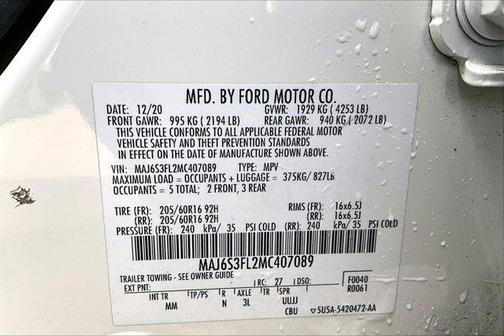 MFD. BY FORD MOTOR CO.
DATE: 12/20 GVWR: 1929 KG ( 4253 LB)
FRONT GAWR: 995 KG ( 2194 LB) REAR GAWR: 940 KG ( 2072 LB)
THIS VEHICLE CONFORMS TO ALL APPLICABLE FEDERAL MOTOR
VEHICLE SAFETY AND THEFT PREVENTION STANDARDS
IN EFFECT ON THE DATE OF MANUFACTURE SHOWN ABOVE.
VIN: MAJ6S3FL2MC407089 TYPE: MPV
MAXIMUM LOAD = OCCUPANTS + LUGGAGE = 375KG/ 827LB
OCCUPANTS = 5 TOTAL; 2 FRONT, 3 REAR
TIRE (FR): 205/60R16 92H RIMS (FR): 16x6.5J
(RR): 205/60R16 92H (RR): 16x6.5J
PRESSURE (FR): 240 kPa/ 35 PSI COLD (RR): 240 kPa/ 35 PSI COLD
MAJ6S3FL2MC407089
TRAILER TOWING - SEE OWNER GUIDE
EXT PNT: RC: 27 DSO: F0040
R0061
INT TR TP/PS R AXLE TR SPR
MM N 3L UUJJ
CBU 5U5A-5420472-AA